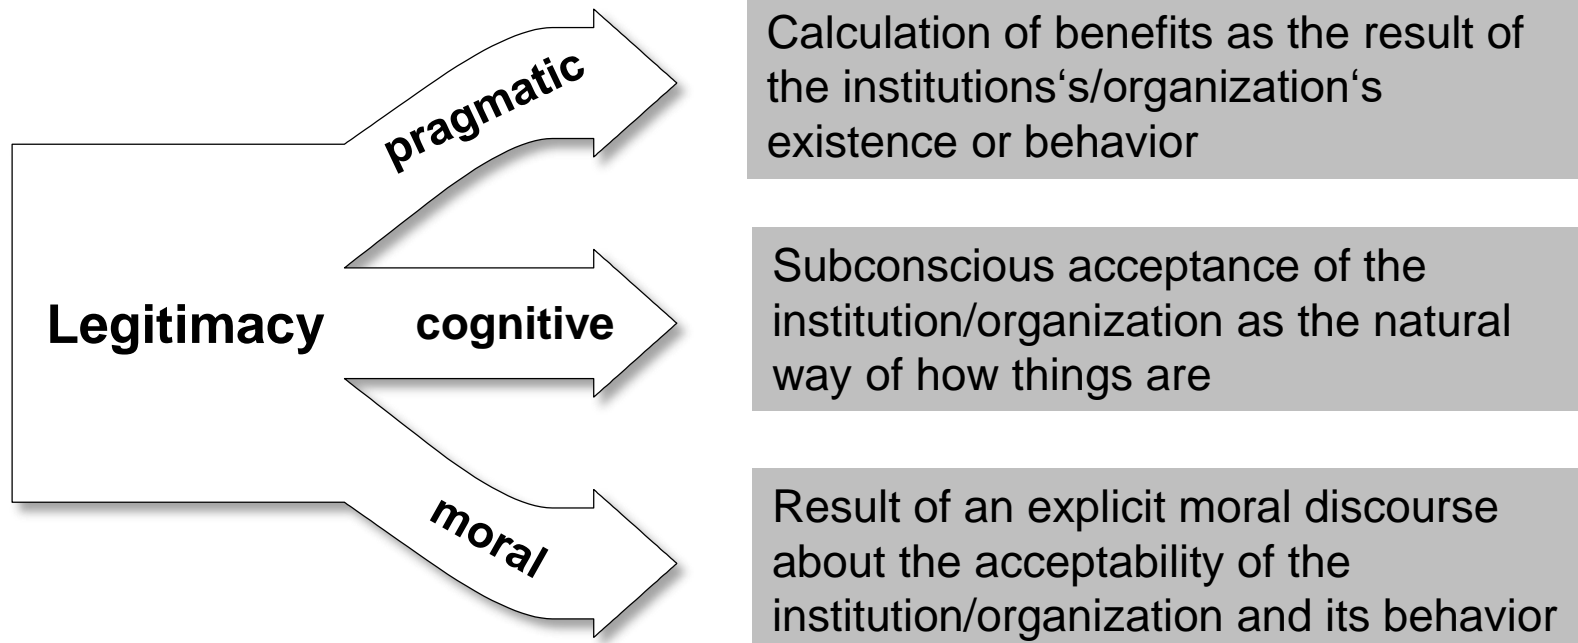 pragmatic
Calculation of benefits as the result of
the institutions's/organization‘s
existence or behavior
Legitimacy
cognitive
Subconscious acceptance of the
institution/organization as the natural
way of how things are
moral
Result of an explicit moral discourse
about the acceptability of the
institution/organization and its behavior